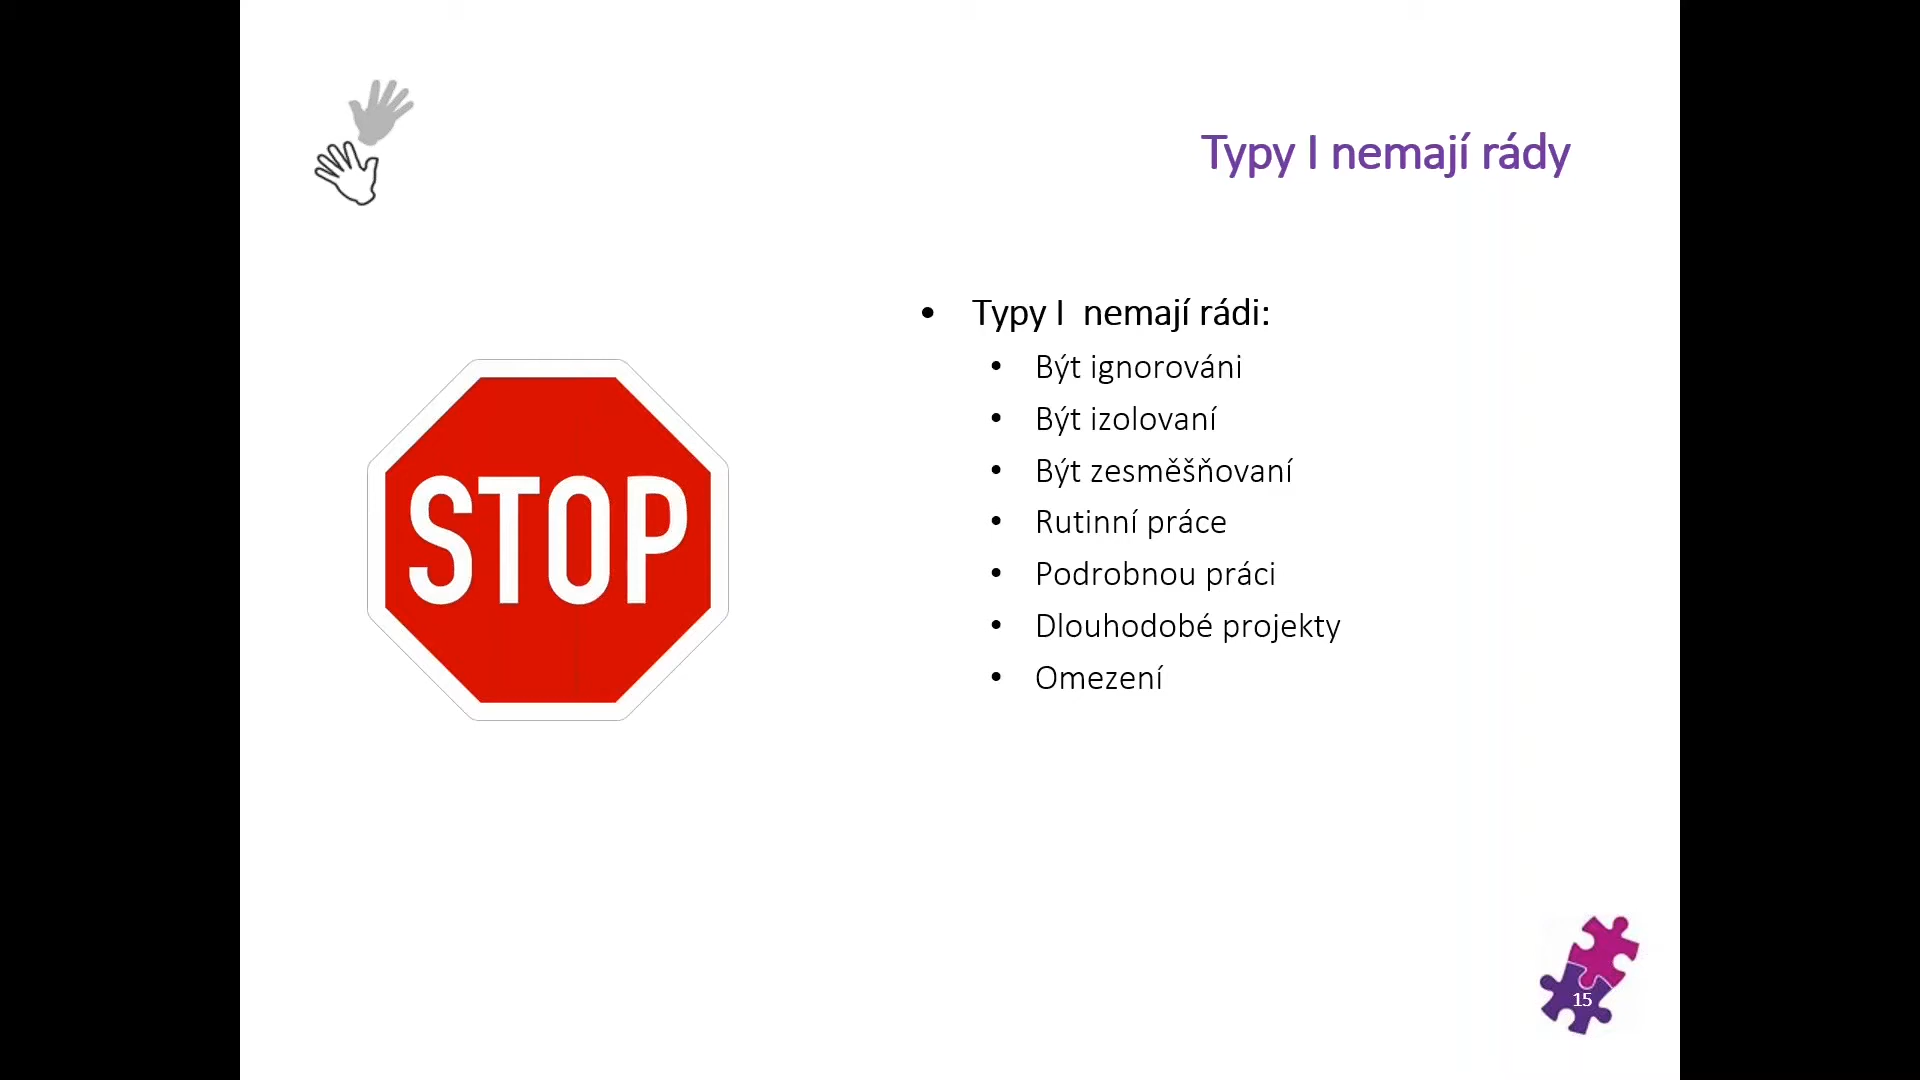 Typy I nemají rády
STOP
• Typy I  nemají rádi:
• Být ignorováni
• Být izolovaní
• Být zesměšňovaní
• Rutinní práce
• Podrobnou práci
• Dlouhodobé projekty
• Omezení
15